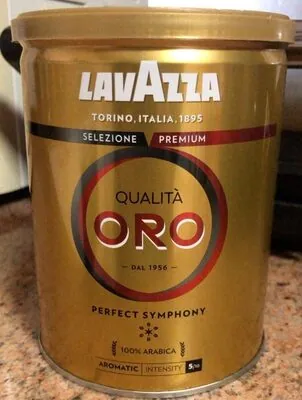 LAVAZZA
TORINO, ITALIA, 1895
SELEZIONE PREMIUM
QUALITÀ
ORO
DAL 1956
PERFECT SYMPHONY
100% ARABICA
AROMATIC INTENSITY 5/10